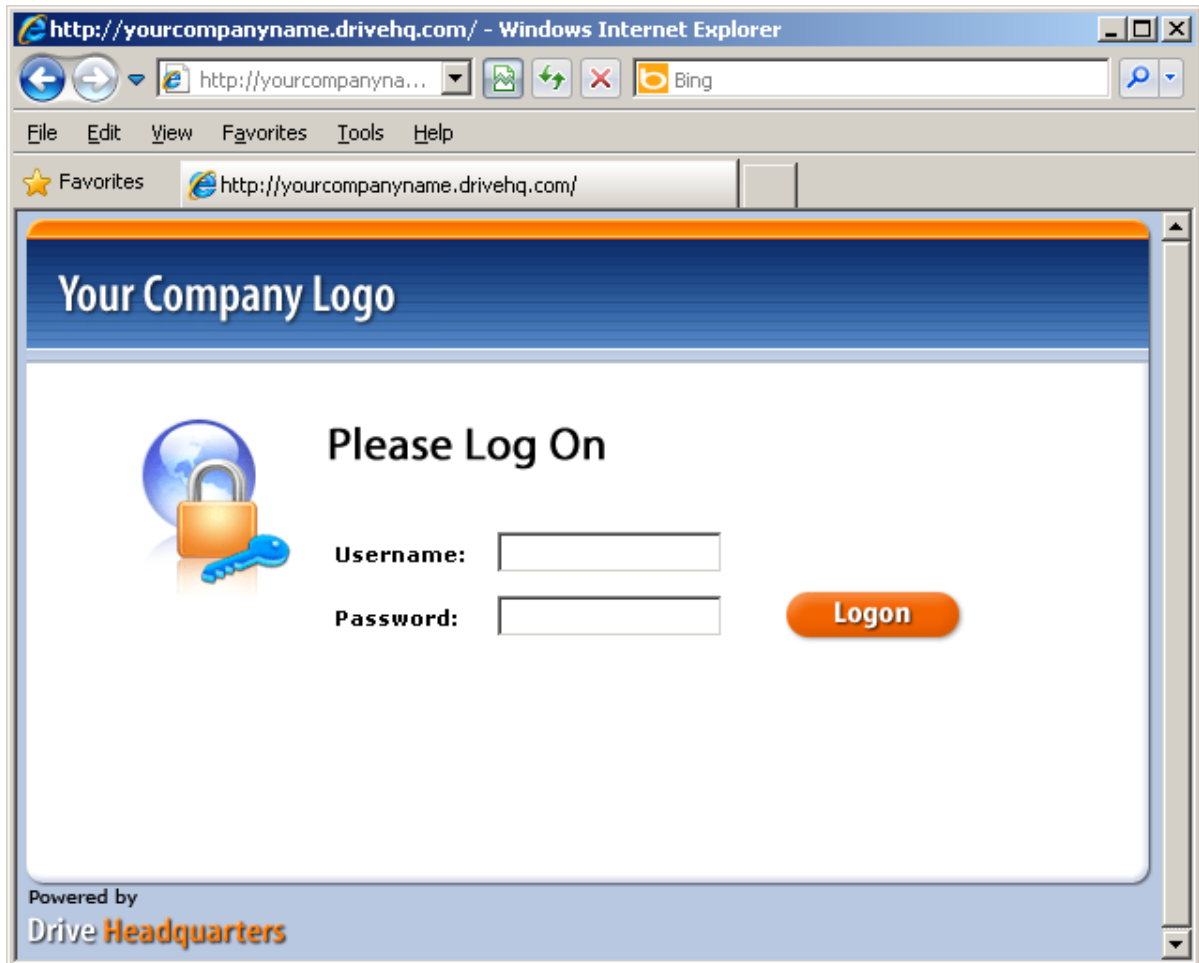 http://yourcompanyname.drivehq.com/ - Windows Internet Explorer
http://yourcompanyna... Bing
File Edit View Favorites Tools Help
Favorites http://yourcompanyname.drivehq.com/
Your Company Logo
Please Log On
Username:
Password: Logon
Powered by
Drive Headquarters